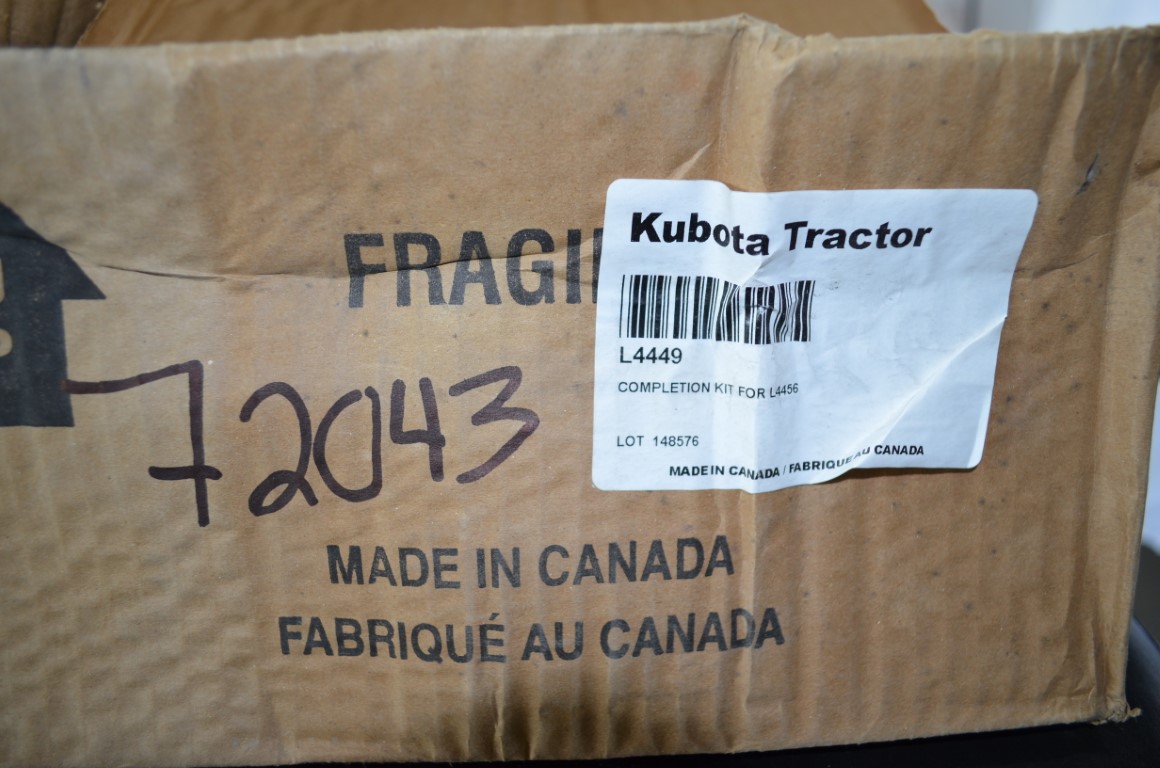 FRAGI
72043
MADE IN CANADA
FABRIQUÉ AU CANADA
Kubota Tractor
L4449
COMPLETION KIT FOR L4456
LOT 148576
MADE IN CANADA / FABRIQUE AU CANADA